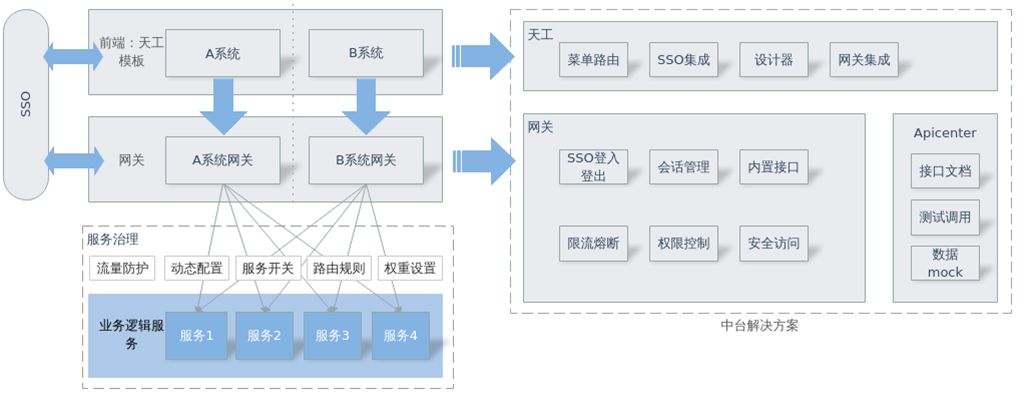 SSO
前端：天工
模板
A系统
B系统
网关
A系统网关
B系统网关
服务治理
流量防护
动态配置
服务开关
路由规则
权重设置
业务逻辑服
务
服务1
服务2
服务3
服务4
天工
菜单路由
SSO集成
设计器
网关集成
网关
SSO登入
登出
会话管理
内置接口
限流熔断
权限控制
安全访问
Apicenter
接口文档
测试调用
数据
mock
中台解决方案